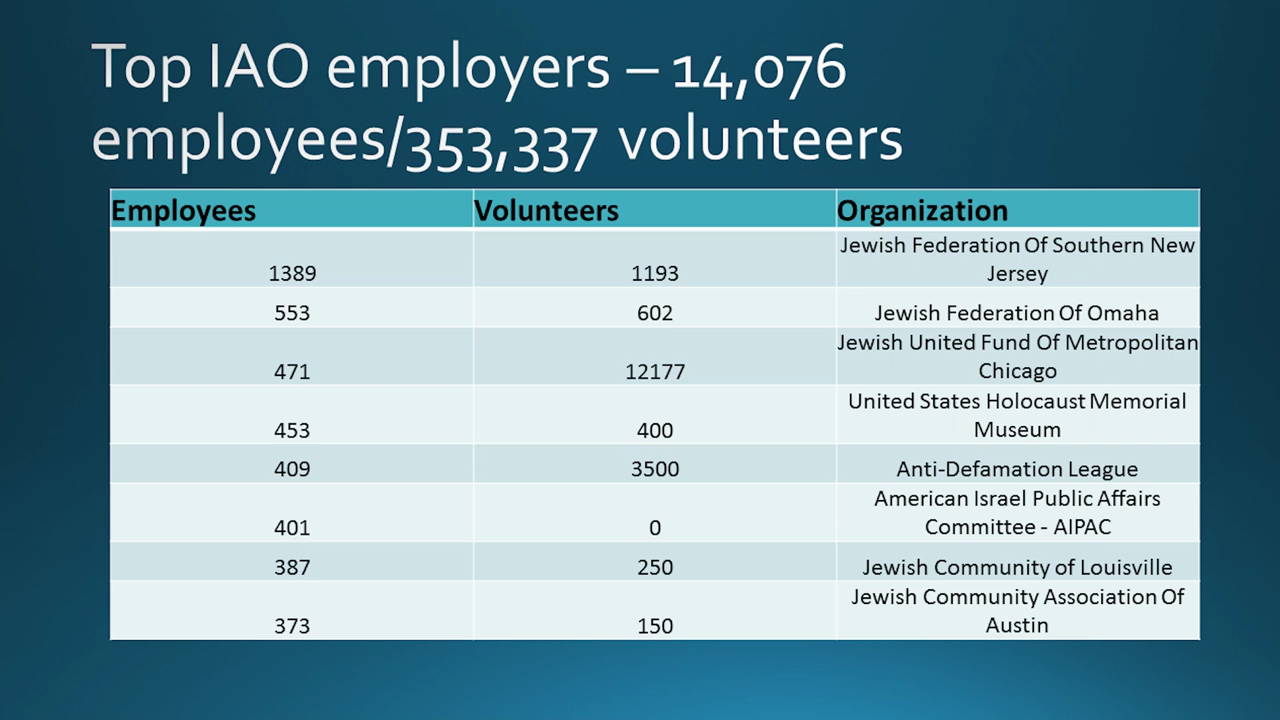 Top IAO employers – 14,076
employees/353,337 volunteers
Employees Volunteers Organization
1389 1193 Jewish Federation Of Southern New
Jersey
553 602 Jewish Federation Of Omaha
471 12177 Jewish United Fund Of Metropolitan
Chicago
453 400 United States Holocaust Memorial
Museum
409 3500 Anti-Defamation League
401 0 American Israel Public Affairs
Committee - AIPAC
387 250 Jewish Community of Louisville
373 150 Jewish Community Association Of
Austin